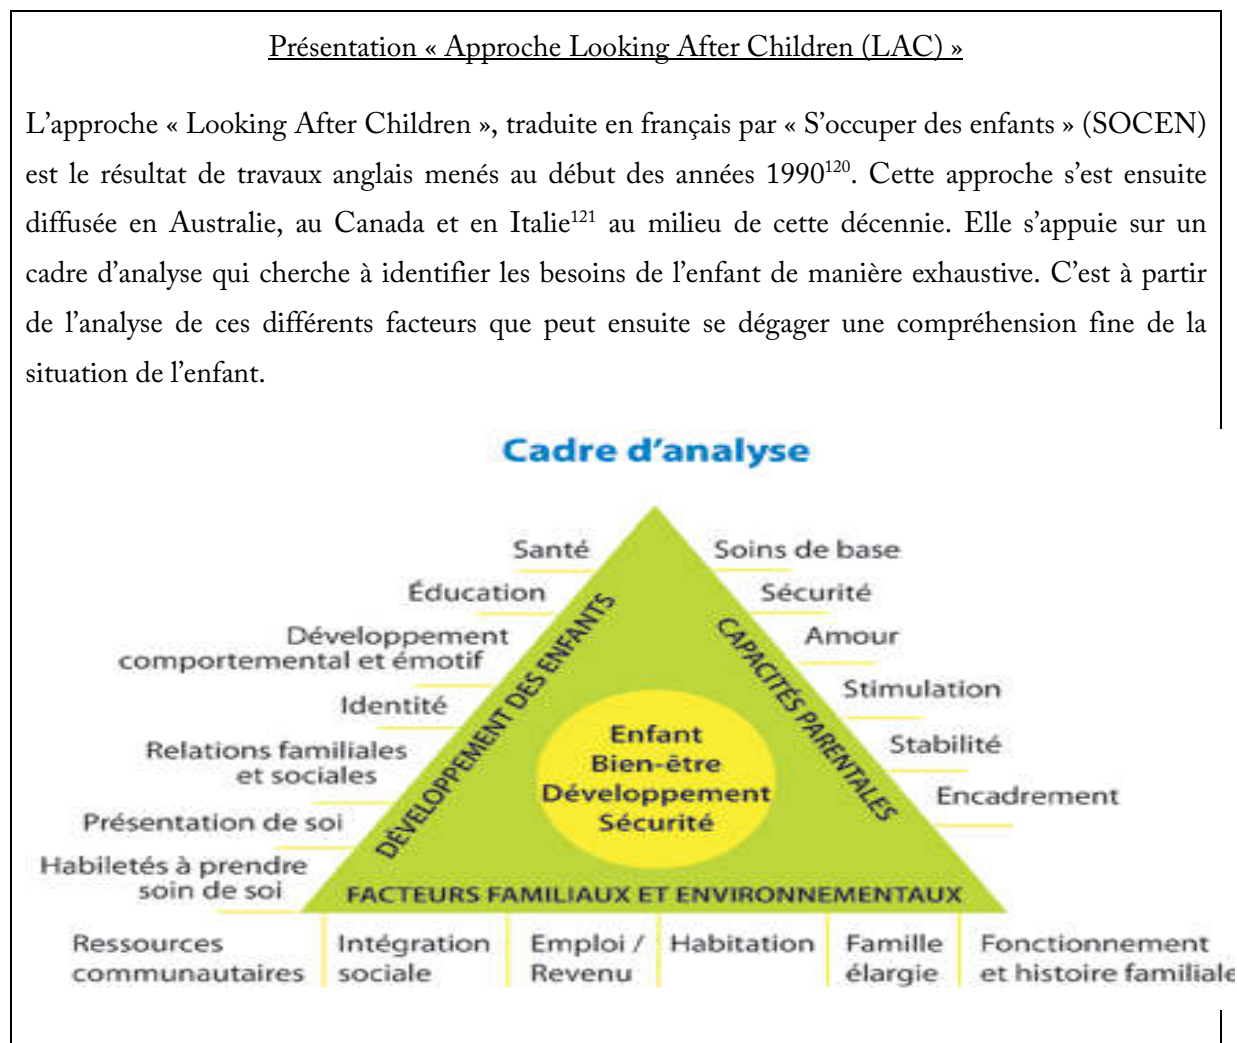 Présentation « Approche Looking After Children (LAC) »
L’approche « Looking After Children », traduite en français par « S’occuper des enfants » (SOCEN)
est le résultat de travaux anglais menés au début des années 1990120. Cette approche s’est ensuite
diffusée en Australie, au Canada et en Italie121 au milieu de cette décennie. Elle s’appuie sur un
cadre d’analyse qui cherche à identifier les besoins de l’enfant de manière exhaustive. C’est à partir
de l’analyse de ces différents facteurs que peut ensuite se dégager une compréhension fine de la
situation de l’enfant.
Cadre d’analyse
Santé
Éducation
Développement
comportemental et émotif
Identité
Relations familiales
et sociales
Présentation de soi
Habiletés à prendre
soin de soi
DÉVELOPPEMENT DES ENFANTS
Soins de base
Sécurité
Amour
Stimulation
Stabilité
Encadrement
CAPACITÉS PARENTALES
Enfant
Bien-être
Développement
Sécurité
FACTEURS FAMILIAUX ET ENVIRONNEMENTAUX
Ressources
communautaires
Intégration
sociale
Emploi /
Revenu
Habitation
Famille
élargie
Fonctionnement
et histoire familiale